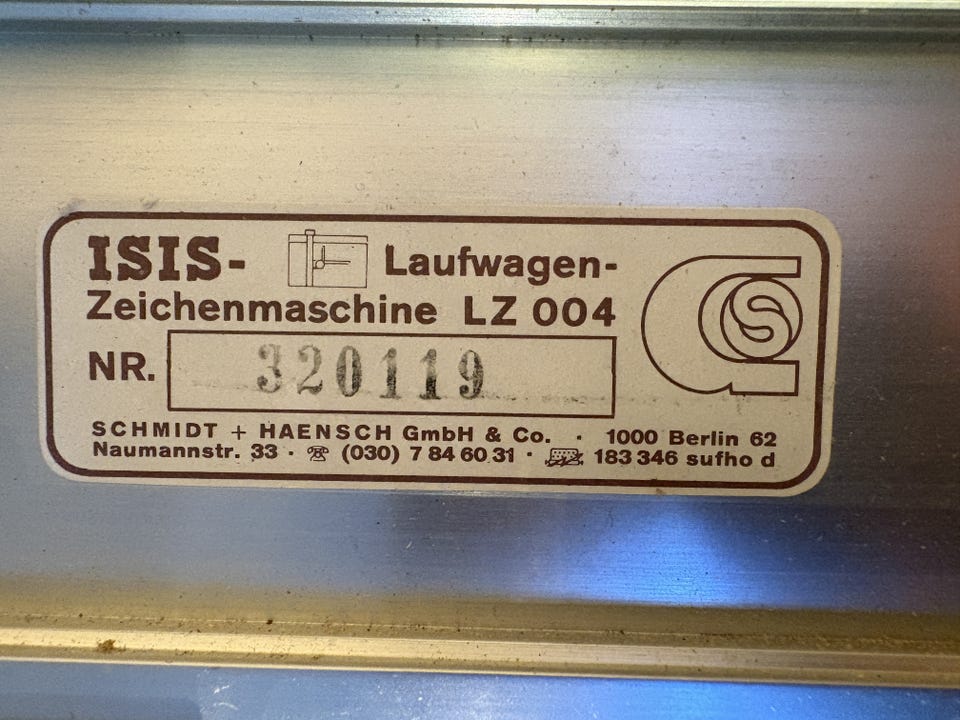 ISIS- Laufwagen-
Zeichenmaschine LZ 004
NR. 320119
SCHMIDT + HAENSCH GmbH & Co. · 1000 Berlin 62
Naumannstr. 33 · ☎ (030) 7 84 60 31 · 183 346 sufho d